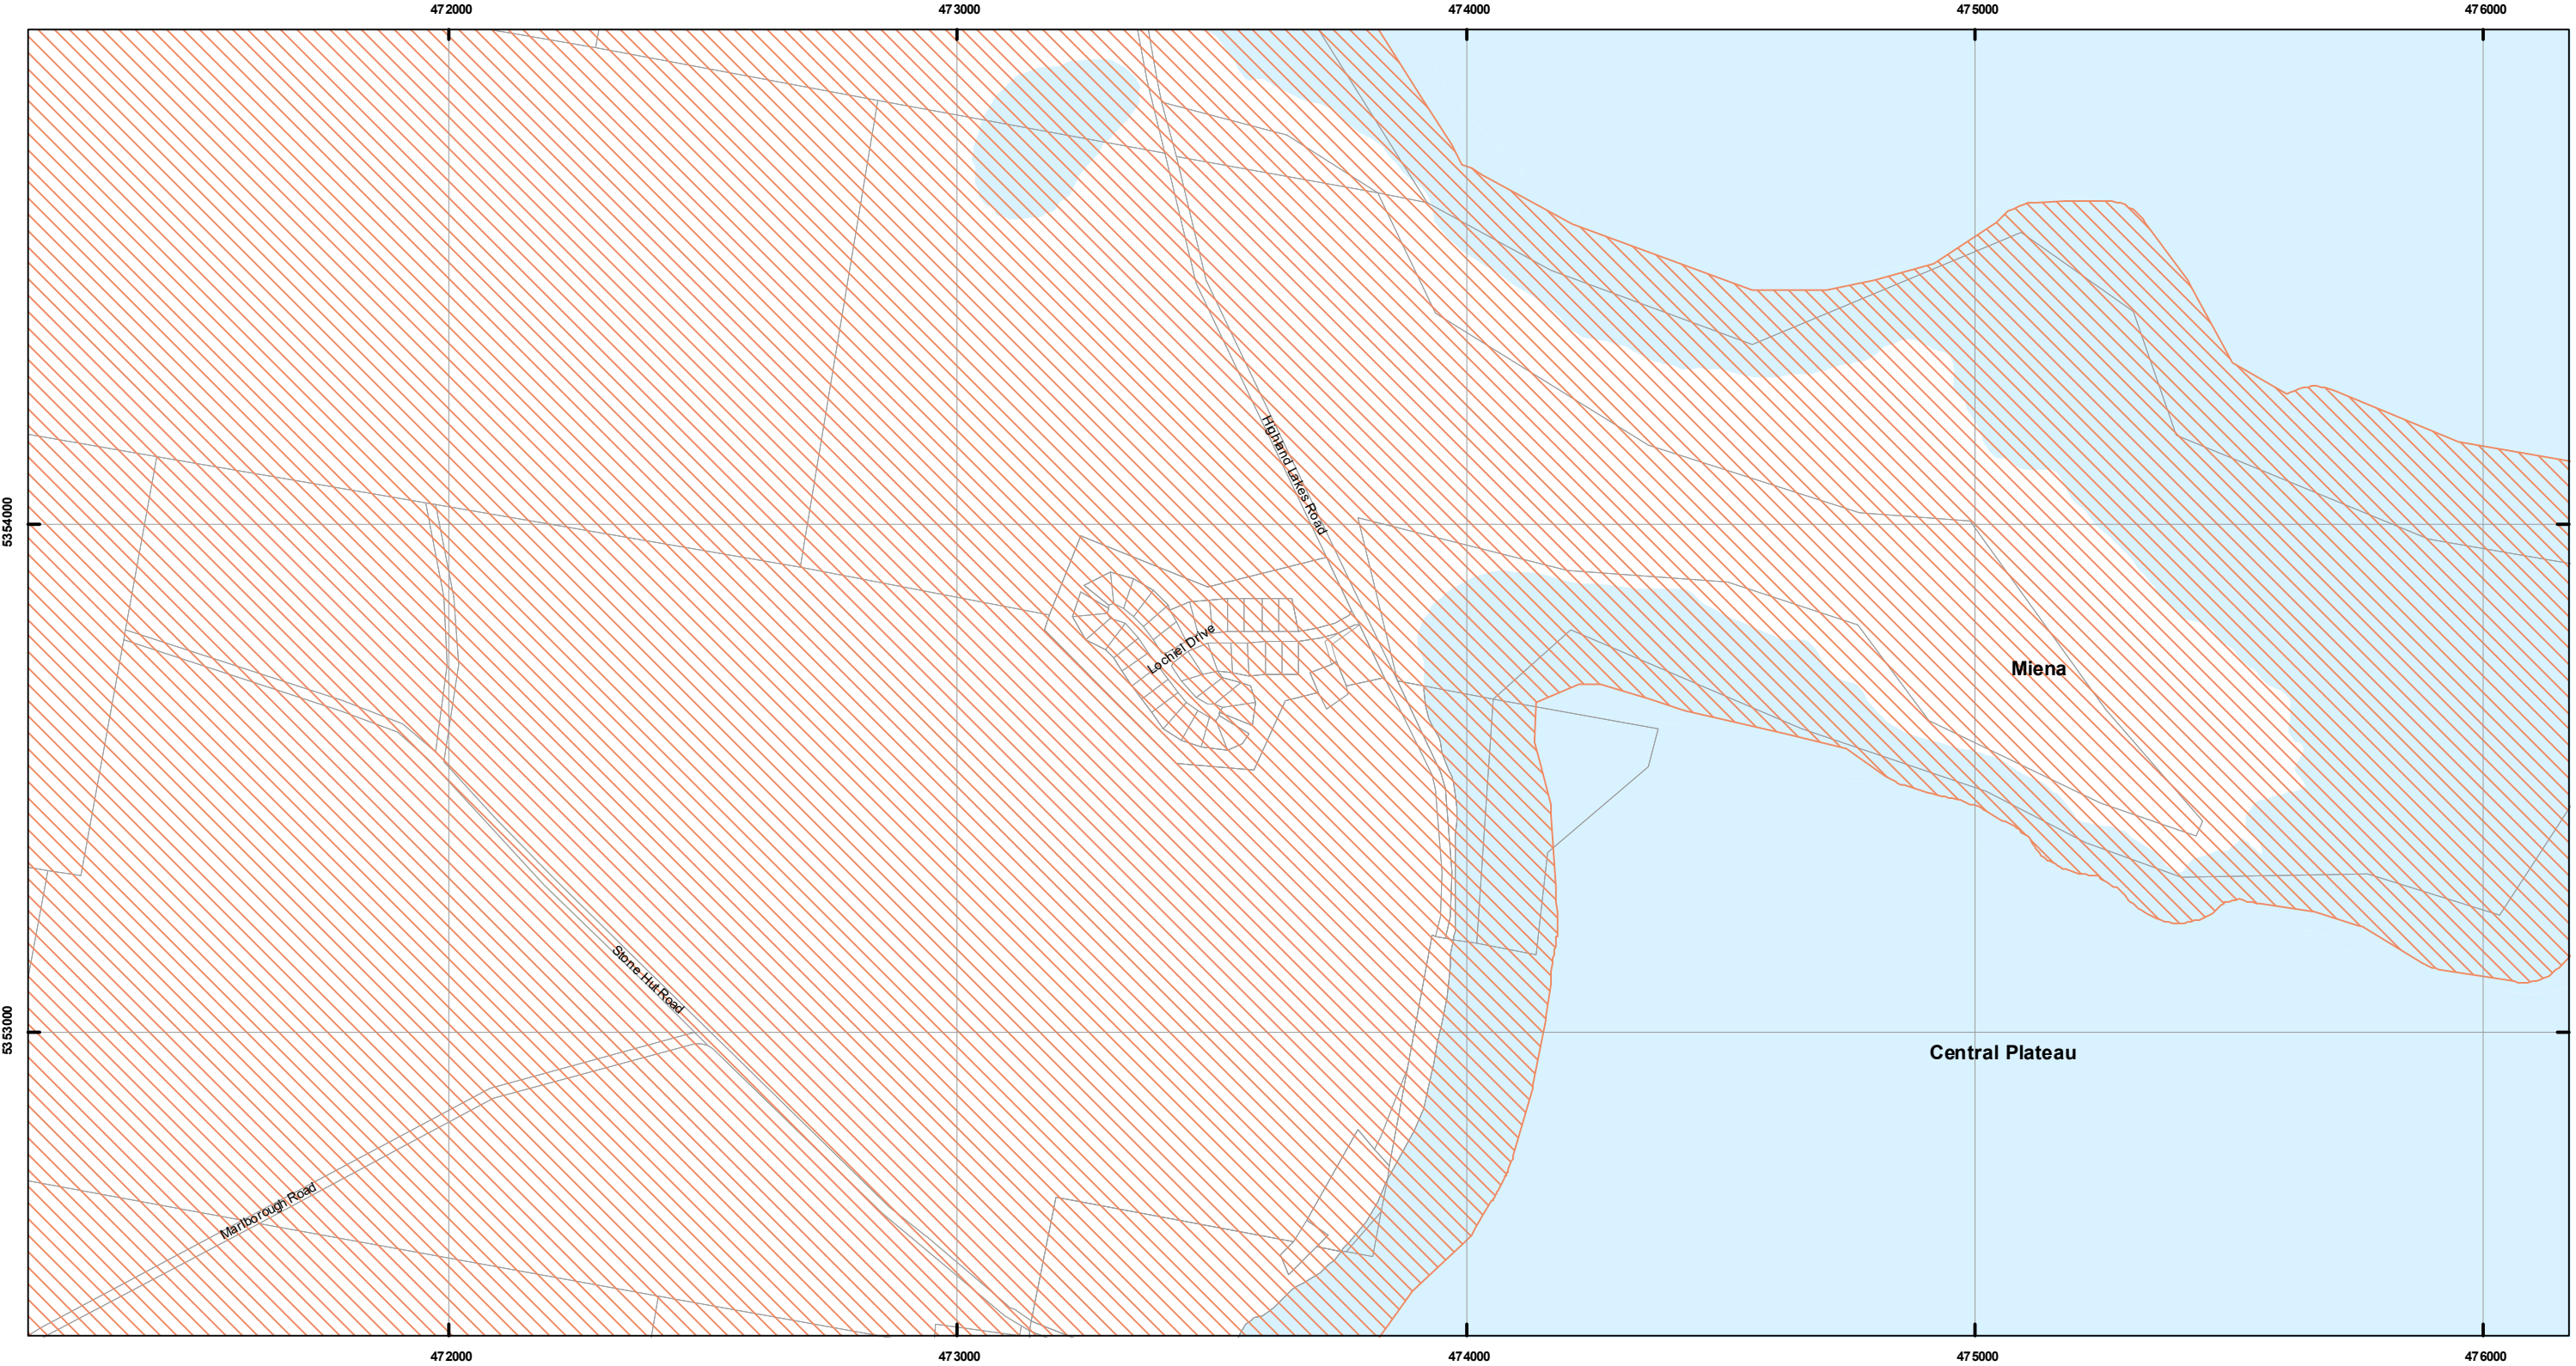 472000 473000 474000 475000 476000
Highland Lakes Road
5354000
Lochiel Drive
Miena
Stone Hut Road
5353000
Central Plateau
Marlborough Road
472000 473000 474000 475000 476000